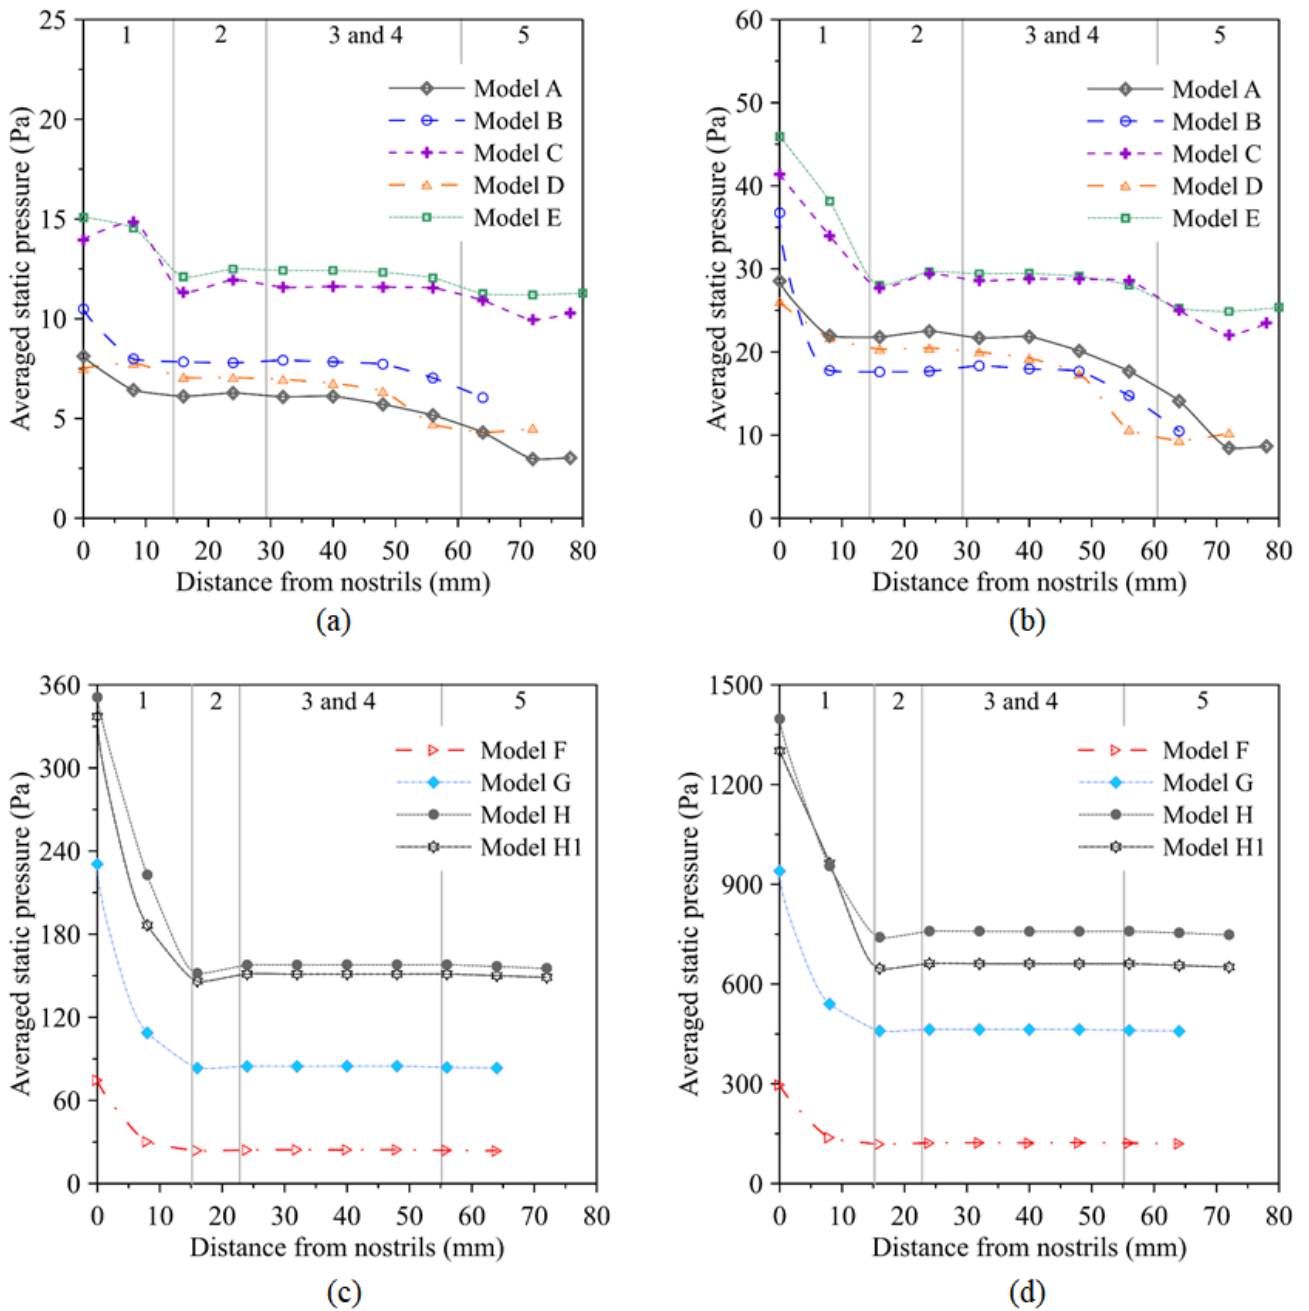 25
20
15
10
5
0
Averaged static pressure (Pa)
1 2 3 and 4 5
Model A
Model B
Model C
Model D
Model E
0 10 20 30 40 50 60 70 80
Distance from nostrils (mm)
(a)
60
50
40
30
20
10
0
Averaged static pressure (Pa)
1 2 3 and 4 5
Model A
Model B
Model C
Model D
Model E
0 10 20 30 40 50 60 70 80
Distance from nostrils (mm)
(b)
360
300
240
180
120
60
0
Averaged static pressure (Pa)
1 2 3 and 4 5
Model F
Model G
Model H
Model H1
0 10 20 30 40 50 60 70 80
Distance from nostrils (mm)
(c)
1500
1200
900
600
300
0
Averaged static pressure (Pa)
1 2 3 and 4 5
Model F
Model G
Model H
Model H1
0 10 20 30 40 50 60 70 80
Distance from nostrils (mm)
(d)